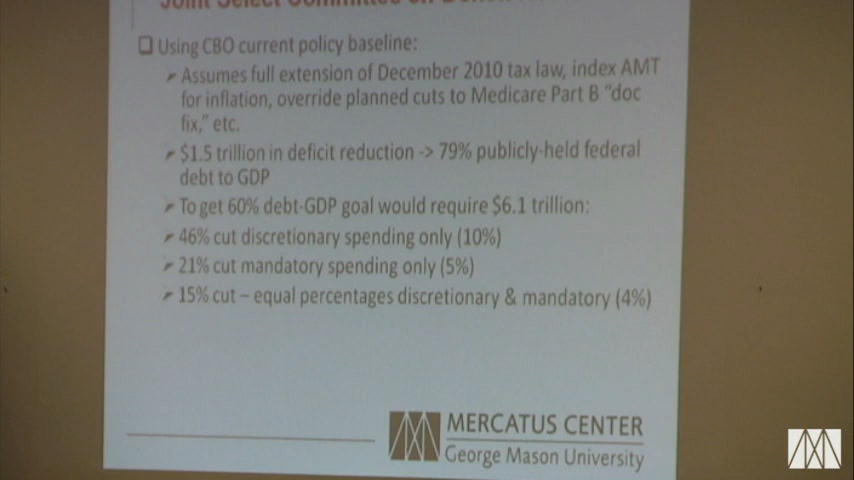 Joint Select Committee on
❑ Using CBO current policy baseline:
Assumes full extension of December 2010 tax law, index AMT
for inflation, override planned cuts to Medicare Part B “doc
fix,” etc.
$1.5 trillion in deficit reduction -> 79% publicly-held federal
debt to GDP
To get 60% debt-GDP goal would require $6.1 trillion:
46% cut discretionary spending only (10%)
21% cut mandatory spending only (5%)
15% cut – equal percentages discretionary & mandatory (4%)
MERCATUS CENTER
George Mason University